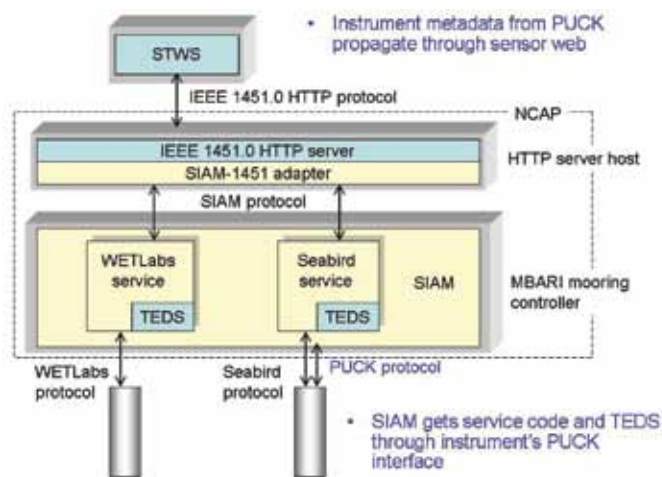 • Instrument metadata from PUCK
propagate through sensor web
STWS
IEEE 1451.0 HTTP protocol
NCAP
IEEE 1451.0 HTTP server
HTTP server host
SIAM-1451 adapter
SIAM protocol
WETLabs
service
Seabird
service
SIAM
MBARI mooring
controller
TEDS
TEDS
WETLabs
protocol
Seabird
protocol
PUCK protocol
• SIAM gets service code and TEDS
through instrument's PUCK
interface